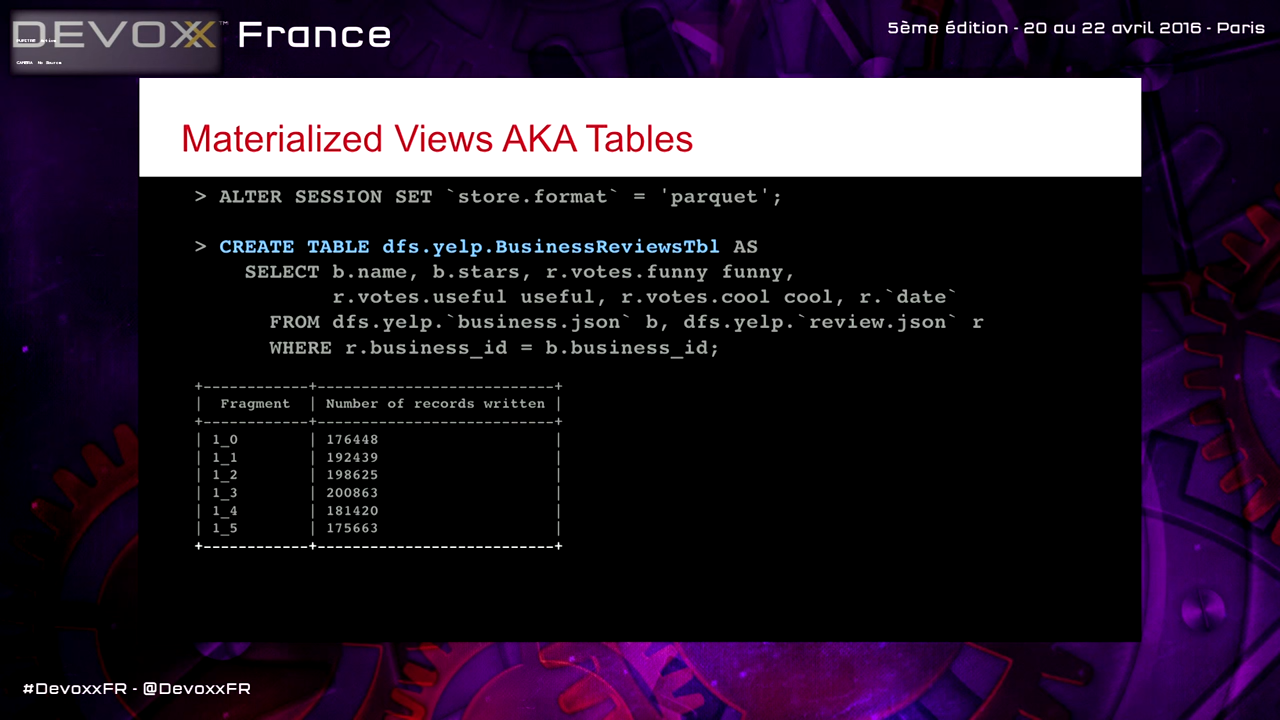 DEVOXX™ France
5ème édition - 20 au 22 avril 2016 - Paris
Materialized Views AKA Tables
> ALTER SESSION SET `store.format` = 'parquet';
> CREATE TABLE dfs.yelp.BusinessReviewsTbl AS
SELECT b.name, b.stars, r.votes.funny funny,
r.votes.useful useful, r.votes.cool cool, r.`date`
FROM dfs.yelp.`business.json` b, dfs.yelp.`review.json` r
WHERE r.business_id = b.business_id;
+------------+---------------------------+
| Fragment | Number of records written |
+------------+---------------------------+
| 1_0 | 176448 |
| 1_1 | 192439 |
| 1_2 | 198625 |
| 1_3 | 200863 |
| 1_4 | 181420 |
| 1_5 | 175663 |
+------------+---------------------------+
#DevoxxFR - @DevoxxFR